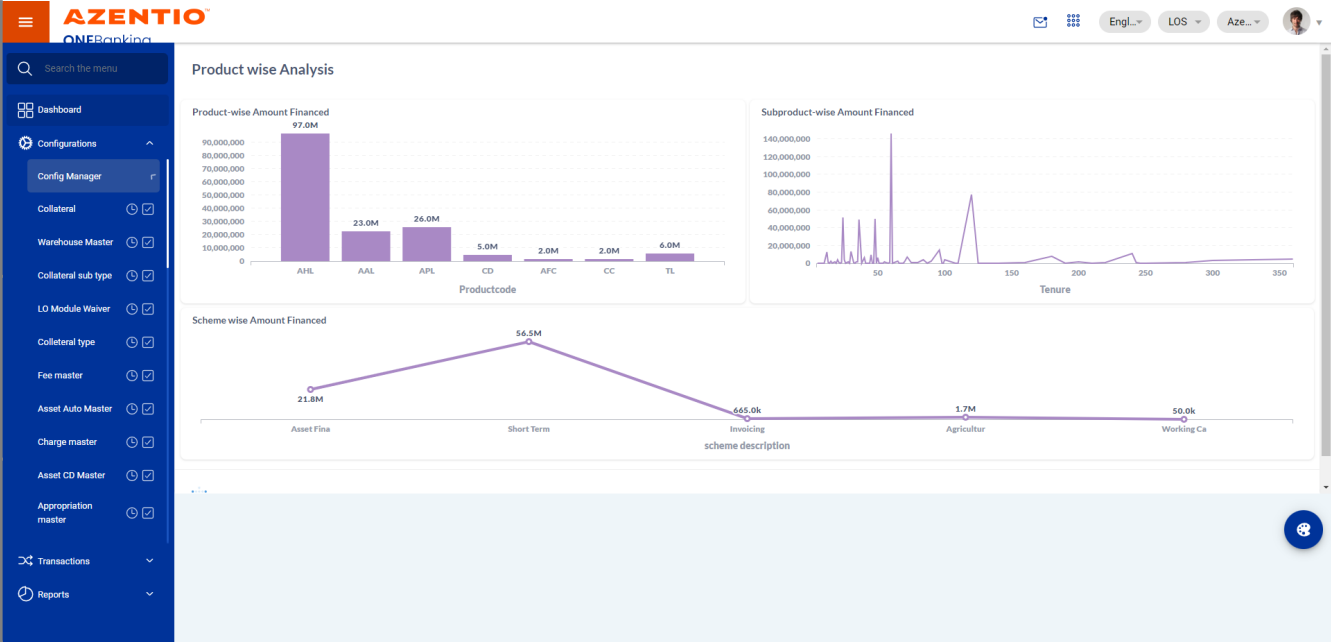 AZENTIO
ONEBanking
Engl...
LOS
Aze...
Search the menu
Dashboard
Configurations
Config Manager
Collateral
Warehouse Master
Collateral sub type
LO Module Waiver
Colleteral type
Fee master
Asset Auto Master
Charge master
Asset CD Master
Appropriation
master
Transactions
Reports
Product wise Analysis
Product-wise Amount Financed
97.0M
90,000,000
80,000,000
70,000,000
60,000,000
50,000,000
40,000,000
30,000,000
20,000,000
10,000,000
0
23.0M
26.0M
5.0M
2.0M
2.0M
6.0M
AHL
AAL
APL
CD
AFC
CC
TL
Productcode
Subproduct-wise Amount Financed
140,000,000
120,000,000
100,000,000
80,000,000
60,000,000
40,000,000
20,000,000
0
50
100
150
200
250
300
350
Tenure
Scheme wise Amount Financed
21.8M
56.5M
665.0k
1.7M
50.0k
Asset Fina
Short Term
Invoicing
Agricultur
Working Ca
scheme description